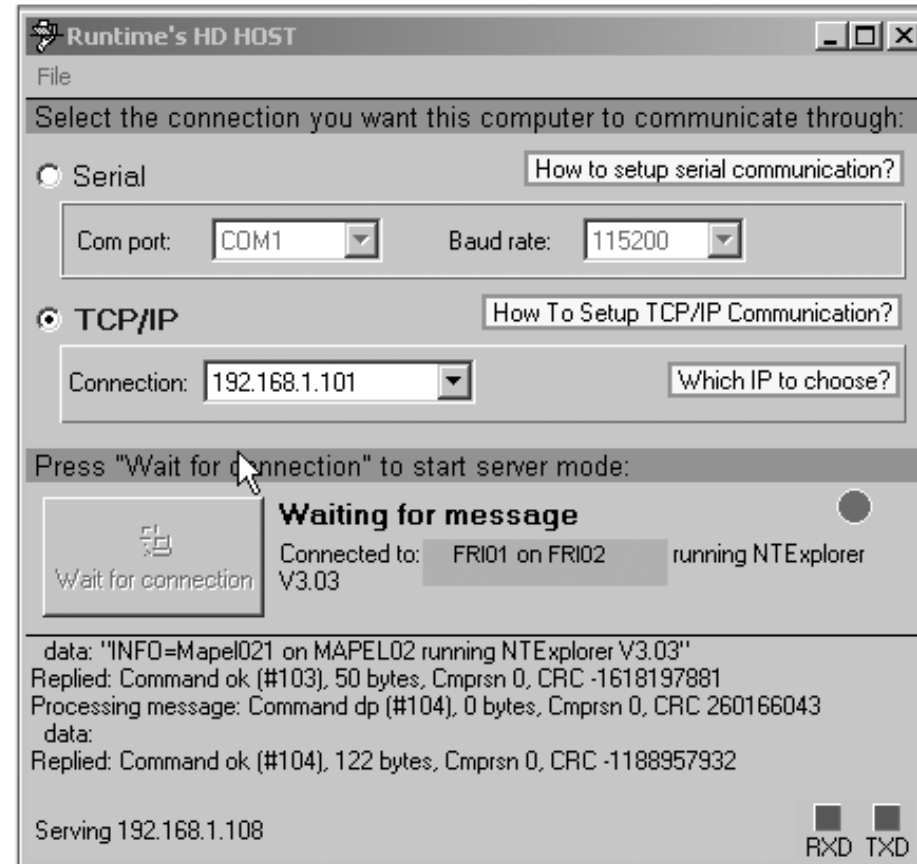 Runtime's HD HOST
File
Select the connection you want this computer to communicate through:
Serial
How to setup serial communication?
Com port: COM1 Baud rate: 115200
TCP/IP
How To Setup TCP/IP Communication?
Connection: 192.168.1.101 Which IP to choose?
Press "Wait for connection" to start server mode:
Waiting for message
Connected to: FRI01 on FRI02 running NTExplorer
V3.03
Wait for connection
data: "INFO=Mapel021 on MAPEL02 running NTExplorer V3.03"
Replied: Command ok (#103), 50 bytes, Cmprsn 0, CRC -1618197881
Processing message: Command dp (#104), 0 bytes, Cmprsn 0, CRC 260166043
data:
Replied: Command ok (#104), 122 bytes, Cmprsn 0, CRC -1188957932
Serving 192.168.1.108
RXD TXD